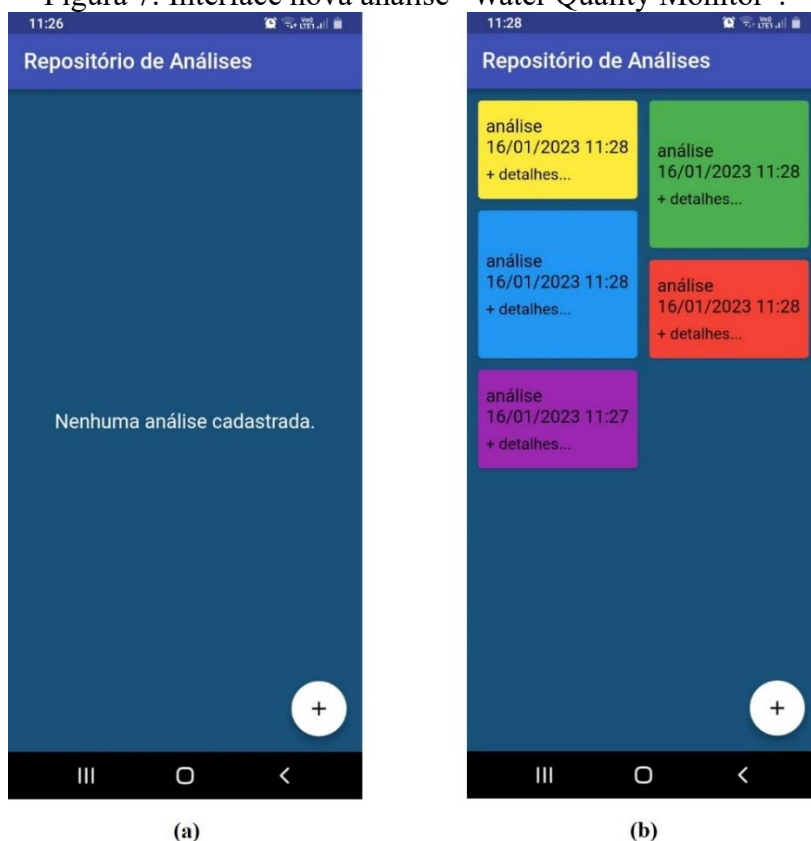 Figura 7. Interface nova análise "Water Quality Monitor".
11:26
Repositório de Análises
Nenhuma análise cadastrada.
+
(a)
11:28
Repositório de Análises
análise
16/01/2023 11:28
+ detalhes...
análise
16/01/2023 11:28
+ detalhes...
análise
16/01/2023 11:28
+ detalhes...
análise
16/01/2023 11:28
+ detalhes...
análise
16/01/2023 11:27
+ detalhes...
+
(b)